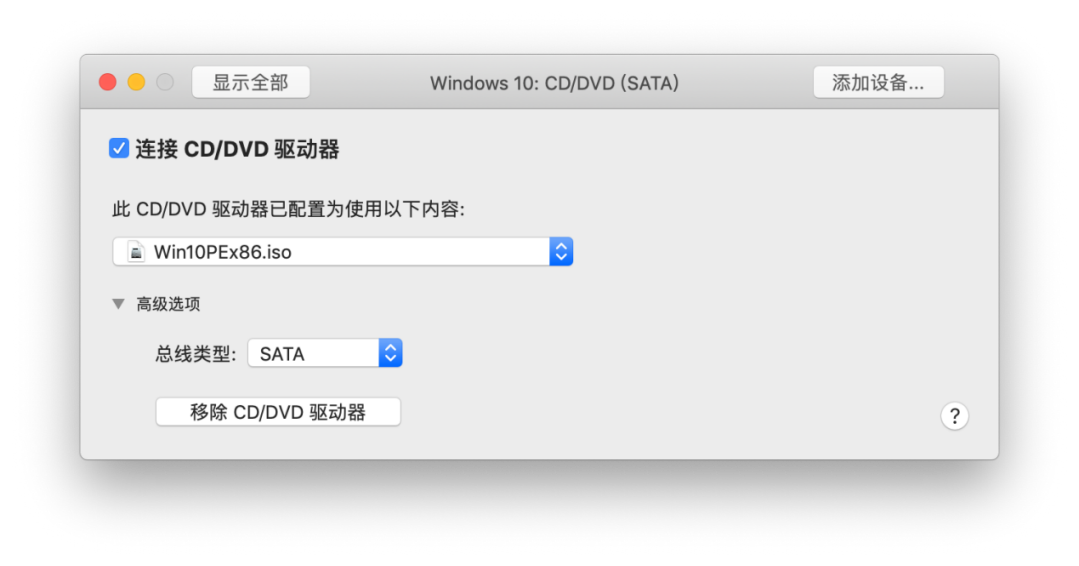 显示全部 Windows 10: CD/DVD (SATA) 添加设备...
连接 CD/DVD 驱动器
此 CD/DVD 驱动器已配置为使用以下内容:
Win10PEx86.iso
高级选项
总线类型: SATA
移除 CD/DVD 驱动器 ?